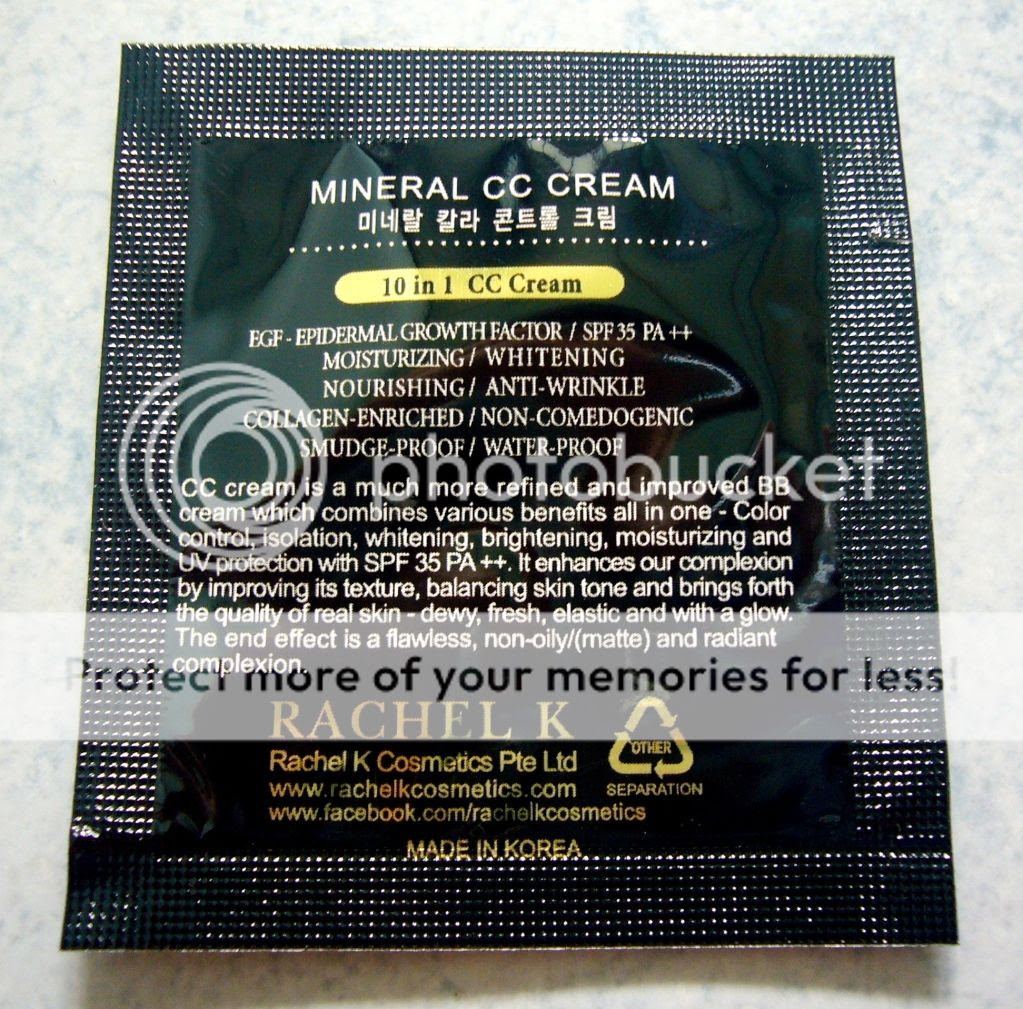 MINERAL CC CREAM
미네랄 칼라 콘트롤 크림
10 in 1 CC Cream
EGF - EPIDERMAL GROWTH FACTOR / SPF 35 PA ++
MOISTURIZING / WHITENING
NOURISHING / ANTI-WRINKLE
COLLAGEN-ENRICHED / NON-COMEDOGENIC
SMUDGE-PROOF / WATER-PROOF
photobucket
CC cream is a much more refined and improved BB
cream which combines various benefits all in one - Color
control, isolation, whitening, brightening, moisturizing and
UV protection with SPF 35 PA ++. It enhances our complexion
by improving its texture, balancing skin tone and brings forth
the quality of real skin - dewy, fresh, elastic and with a glow.
The end effect is a flawless, non-oily/(matte) and radiant
complexion.
Protect more of your memories for less!
RACHEL K
OTHER
Rachel K Cosmetics Pte Ltd
www.rachelkcosmetics.com
SEPARATION
www.facebook.com/rachelkcosmetics
MADE IN KOREA